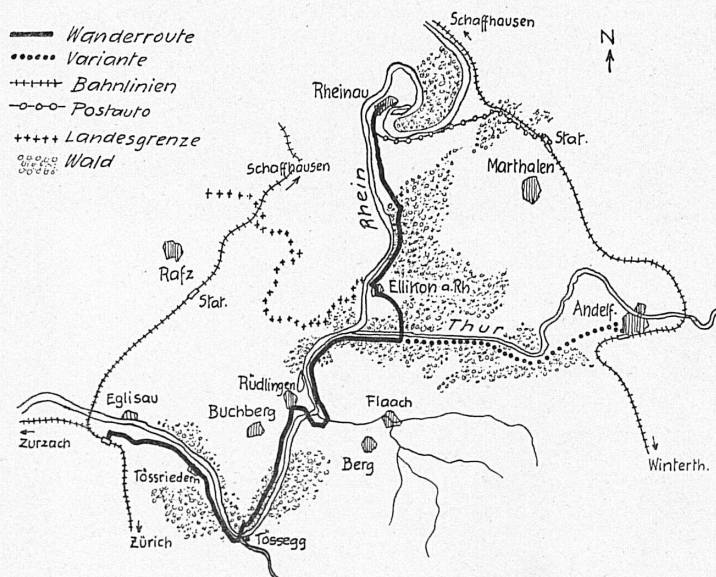 Wanderroute
Variante
Bahnlinien
Postauto
Landesgrenze
Wald
Schaffhausen
N
Rheinau
Stat.
Marthalen
Schaffhausen
Rhein
Rafz
Stat.
Ellikon a. Rh.
Thur
Andelf.
Rüdlingen
Eglisau
Buchberg
Flaach
Zurzach
Berg
Winterth.
Tössriedern
Zürich
Tössegg